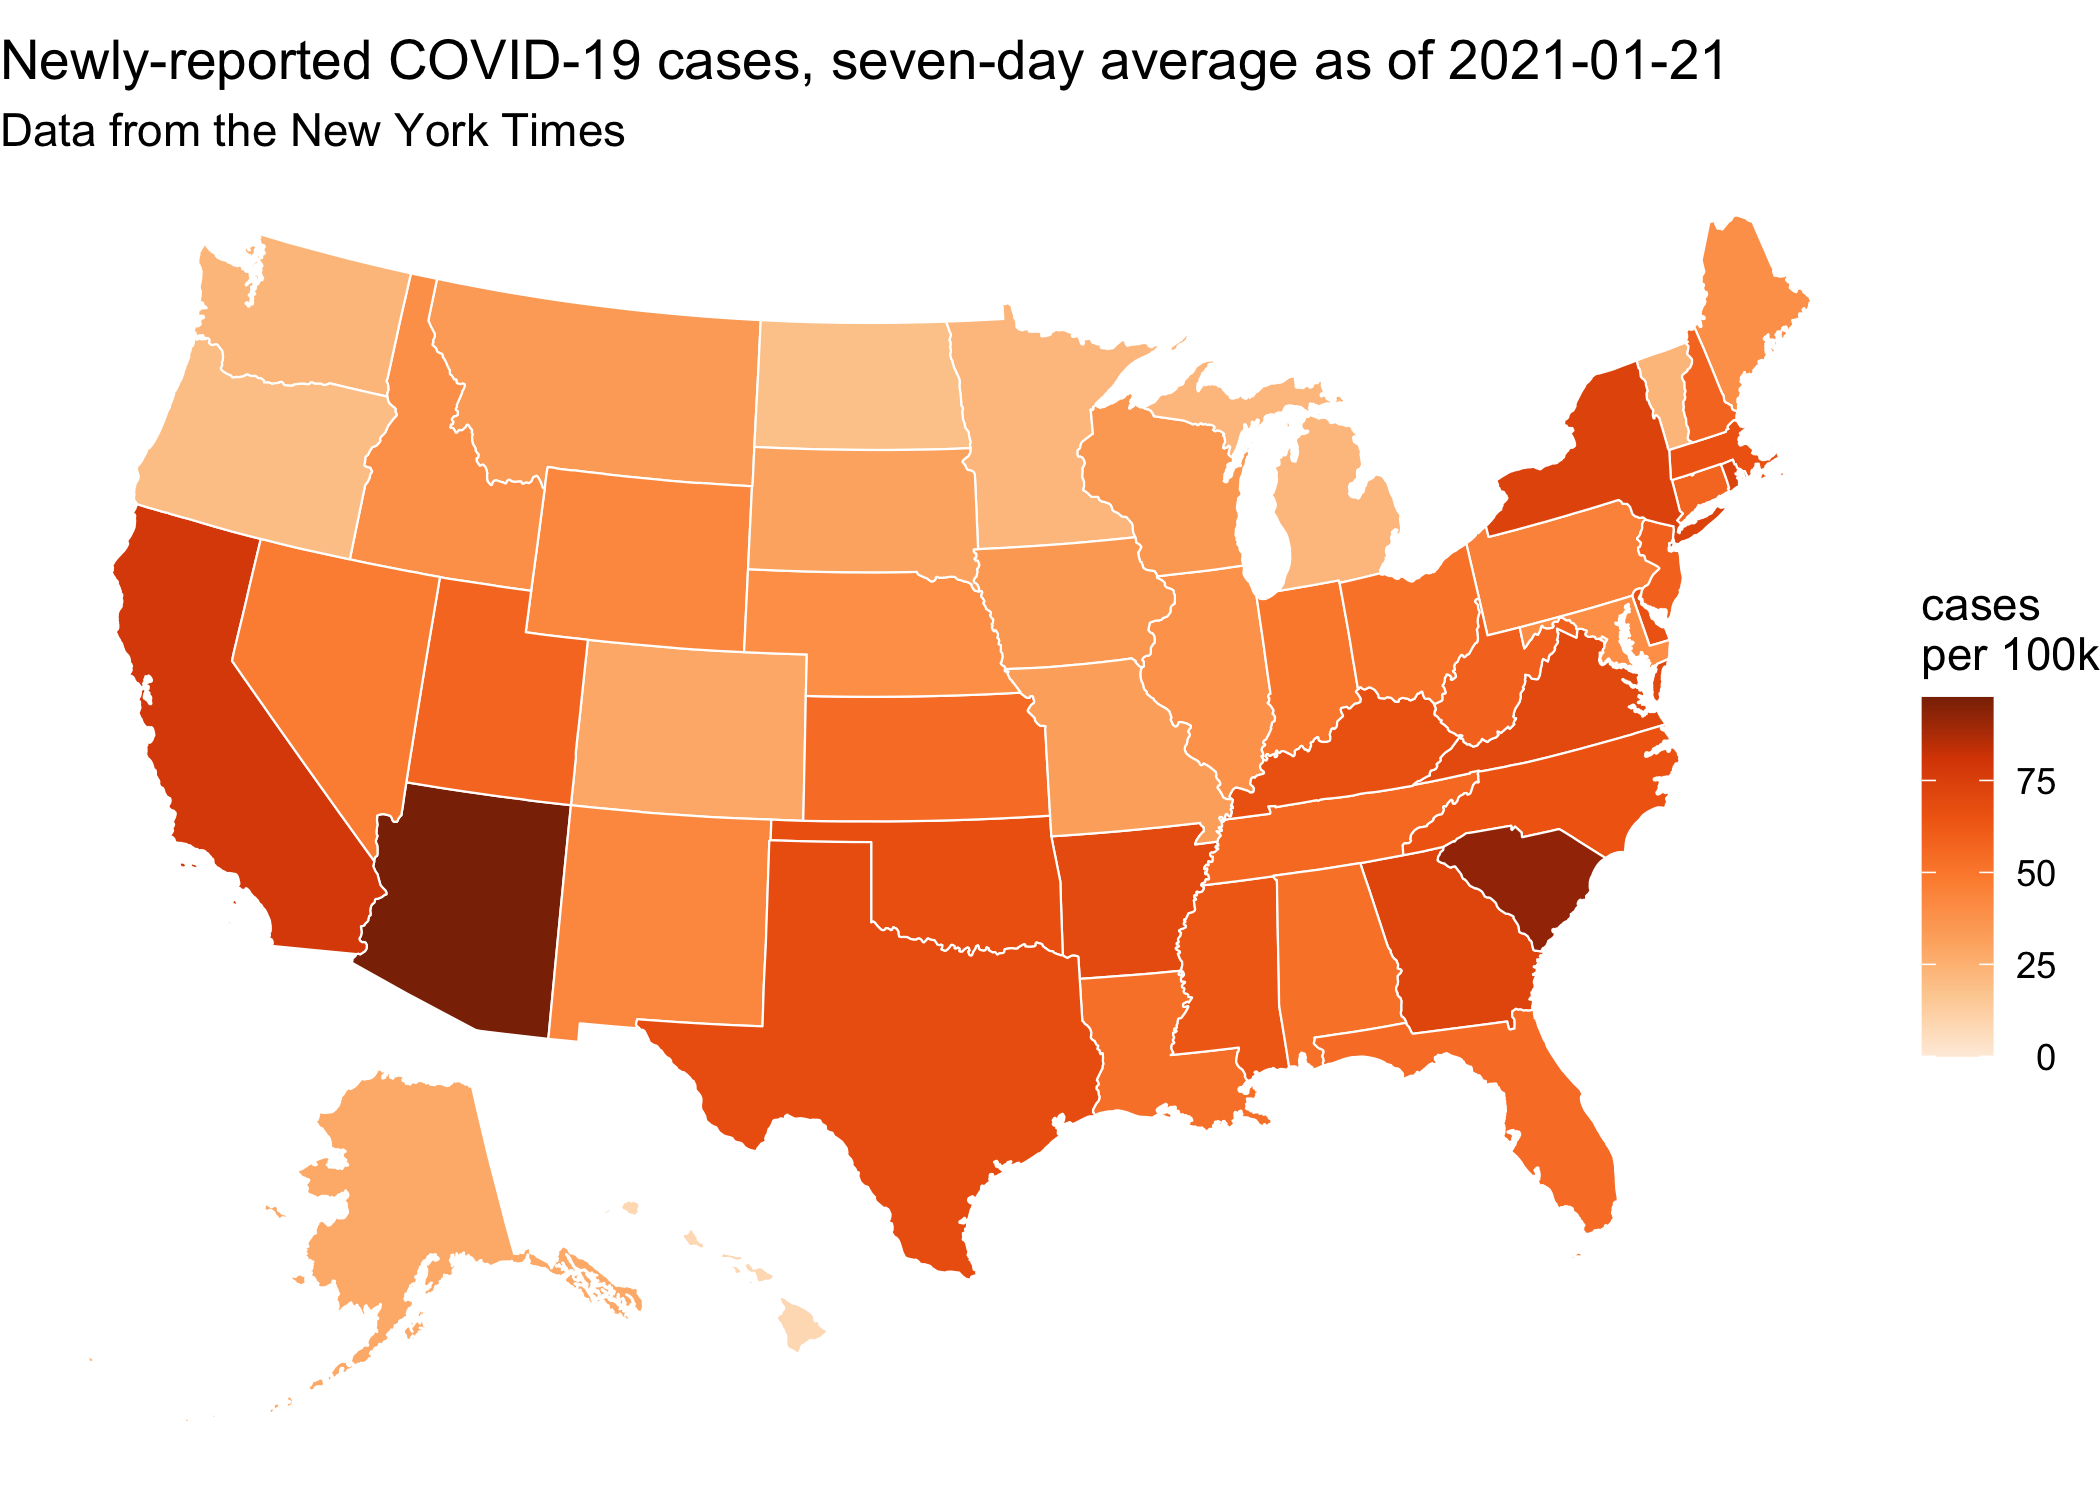 Newly-reported COVID-19 cases, seven-day average as of 2021-01-21
Data from the New York Times
cases
per 100k
75
50
25
0